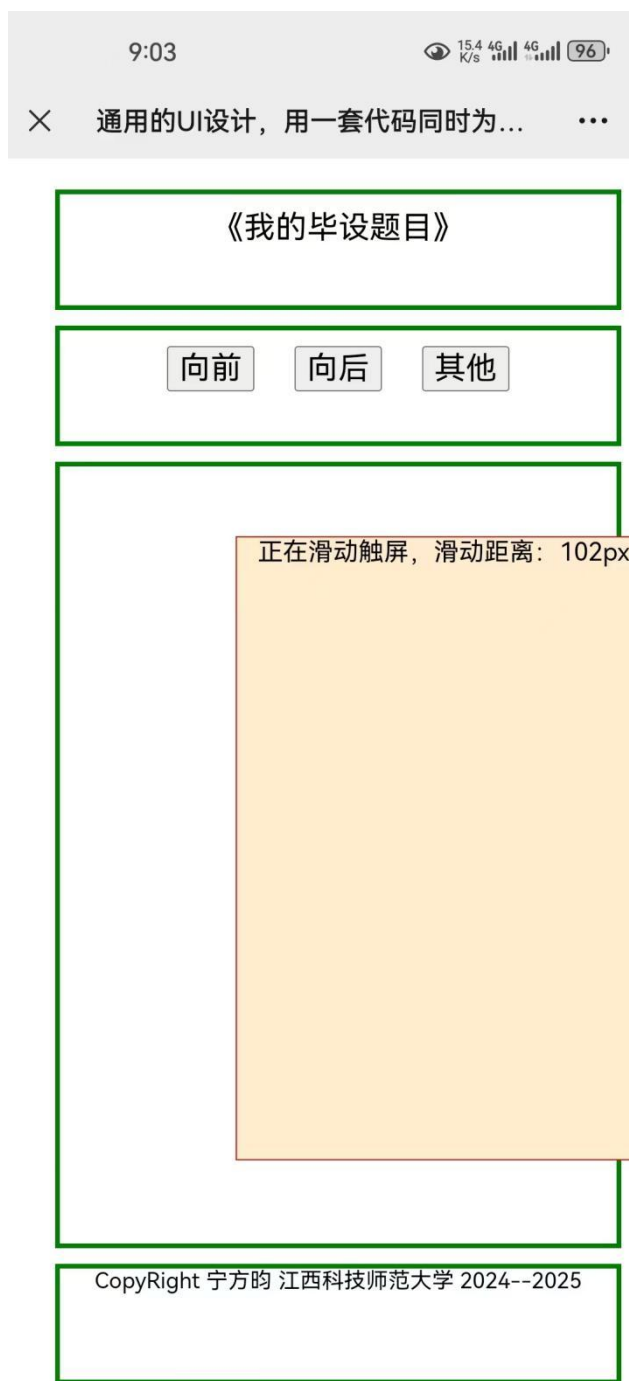 9:03 15.4 K/s 4G 4G 96
通用的UI设计，用一套代码同时为...
《我的毕设题目》
向前 向后 其他
正在滑动触屏，滑动距离：102px
CopyRight 宁方昀 江西科技师范大学 2024--2025